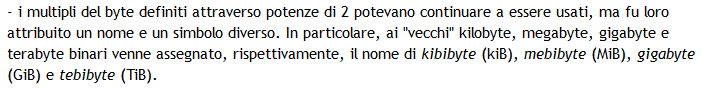 - i multipli del byte definiti attraverso potenze di 2 potevano continuare a essere usati, ma fu loro
attribuito un nome e un simbolo diverso. In particolare, ai "vecchi" kilobyte, megabyte, gigabyte e
terabyte binari venne assegnato, rispettivamente, il nome di kibibyte (kiB), mebibyte (MiB), gigabyte
(GiB) e tebibyte (TiB).